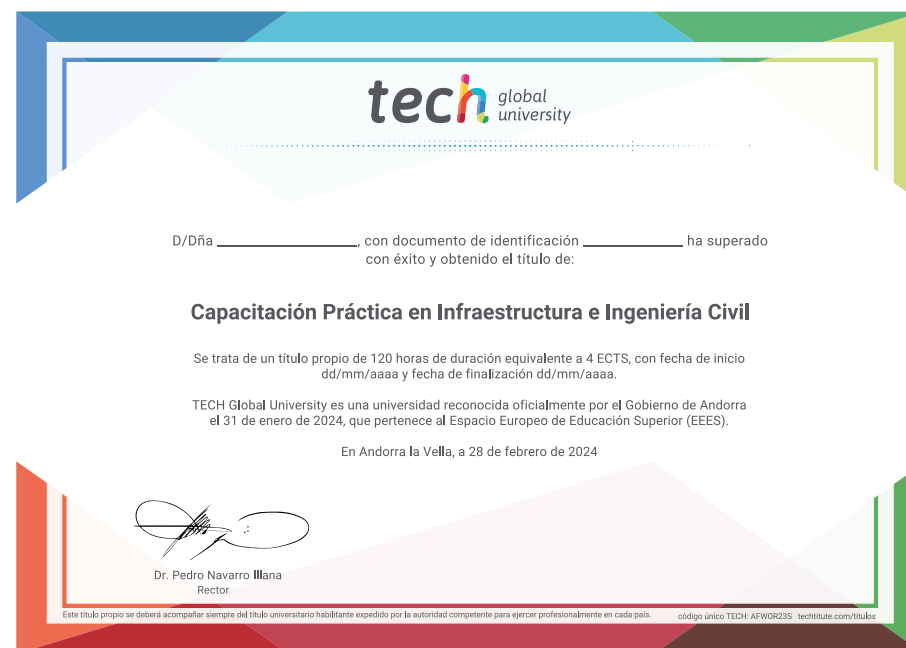 tech global university
D/Dña ____________, con documento de identificación ____________ ha superado
con éxito y obtenido el título de:
Capacitación Práctica en Infraestructura e Ingeniería Civil
Se trata de un título propio de 120 horas de duración equivalente a 4 ECTS, con fecha de inicio
dd/mm/aaaa y fecha de finalización dd/mm/aaaa.
TECH Global University es una universidad reconocida oficialmente por el Gobierno de Andorra
el 31 de enero de 2024, que pertenece al Espacio Europeo de Educación Superior (EEES).
En Andorra la Vella, a 28 de febrero de 2024
Dr. Pedro Navarro Illana
Rector
Este título propio se deberá acompañar siempre del título universitario habilitante expedido por la autoridad competente para ejercer profesionalmente en cada país.
código único TECH: AFWOR23S techtitute.com/titulos